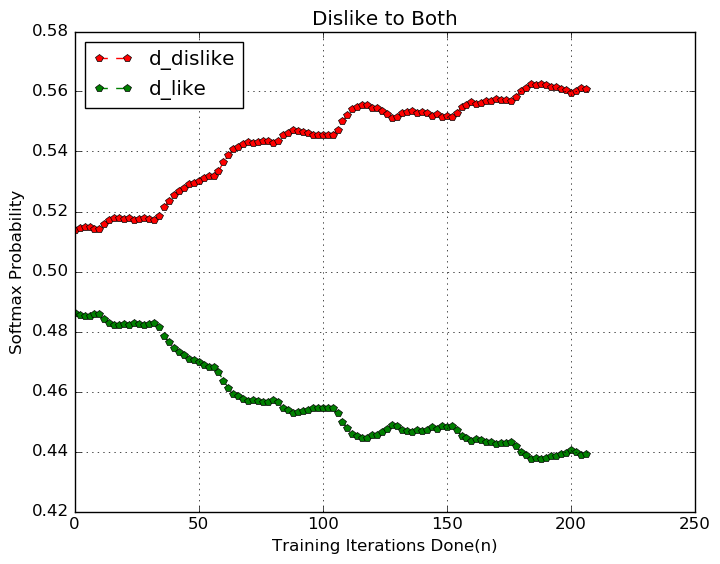 Dislike to Both
d_dislike
d_like
Softmax Probability
0.58
0.56
0.54
0.52
0.50
0.48
0.46
0.44
0.42
0 50 100 150 200 250
Training Iterations Done(n)